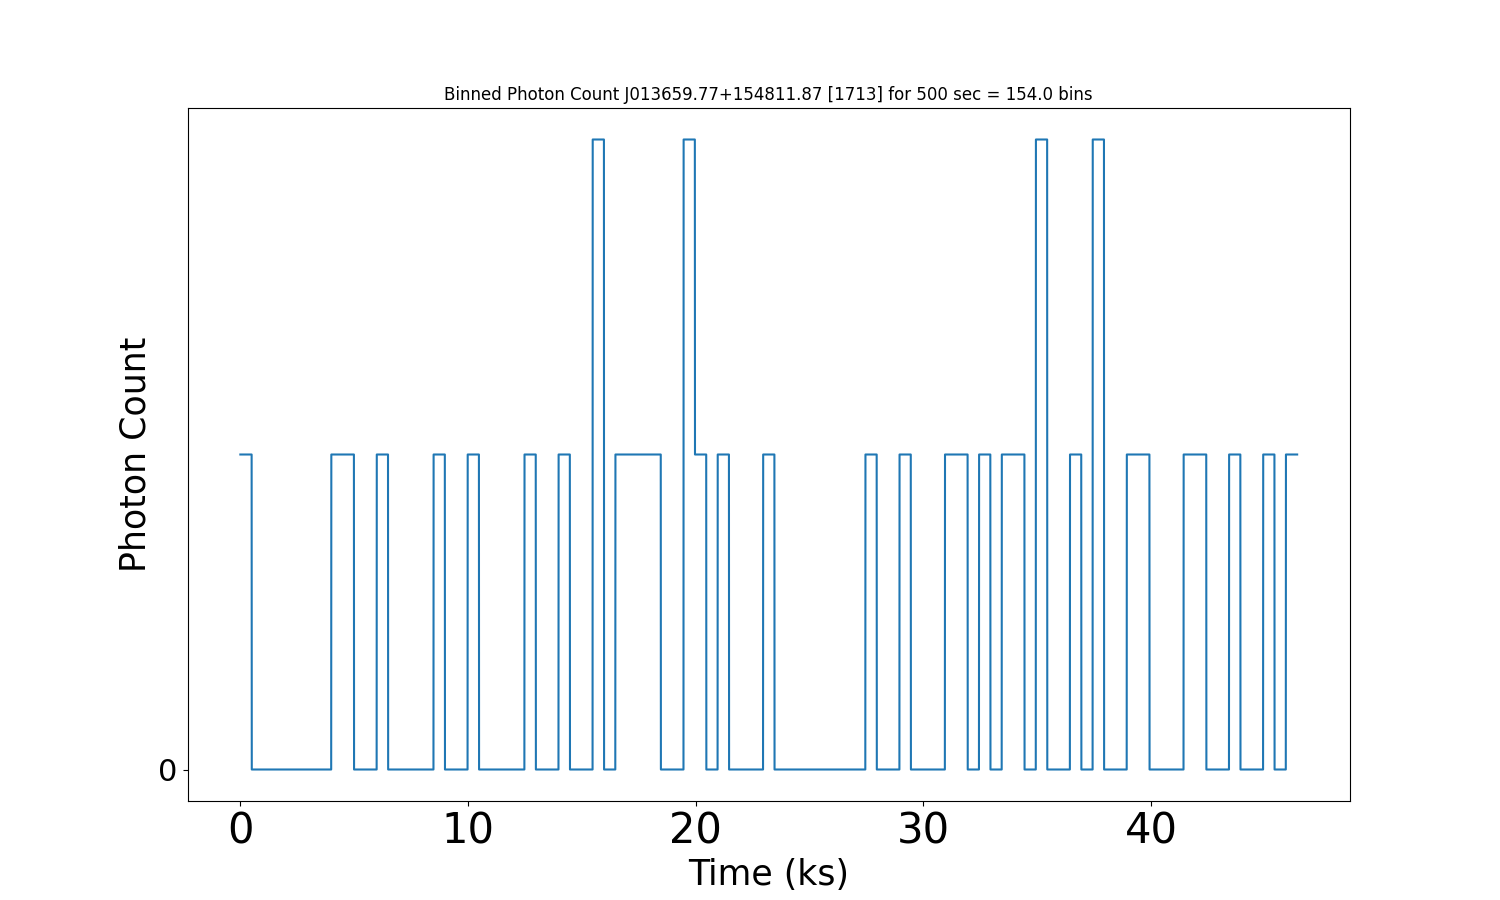 Binned Photon Count J013659.77+154811.87 [1713] for 500 sec = 154.0 bins
Photon Count
0
0 10 20 30 40
Time (ks)